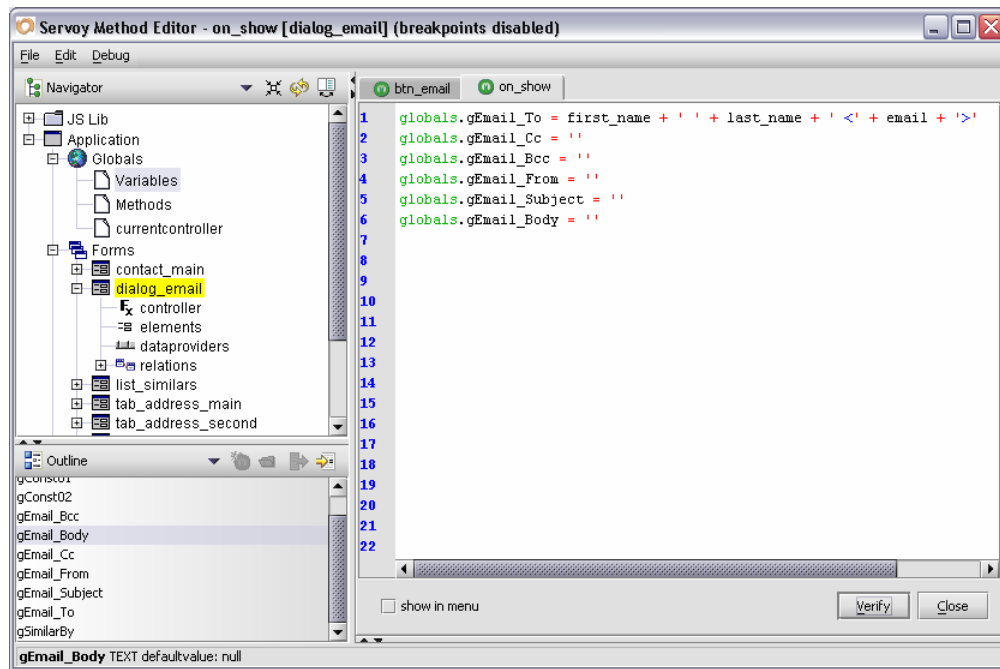 Servoy Method Editor - on_show [dialog_email] (breakpoints disabled)
File Edit Debug
Navigator
JS Lib
Application
Globals
Variables
Methods
currentcontroller
Forms
contact_main
dialog_email
controller
elements
dataproviders
relations
list_similars
tab_address_main
tab_address_second
Outline
gConst01
gConst02
gEmail_Bcc
gEmail_Body
gEmail_Cc
gEmail_From
gEmail_Subject
gEmail_To
gSimilarBy
btn_email on_show
1 globals.gEmail_To = first_name + ' ' + last_name + ' <' + email + '>'
2 globals.gEmail_Cc = ''
3 globals.gEmail_Bcc = ''
4 globals.gEmail_From = ''
5 globals.gEmail_Subject = ''
6 globals.gEmail_Body = ''
7
8
9
10
11
12
13
14
15
16
17
18
19
20
21
22
show in menu Verify Close
gEmail_Body TEXT defaultvalue: null